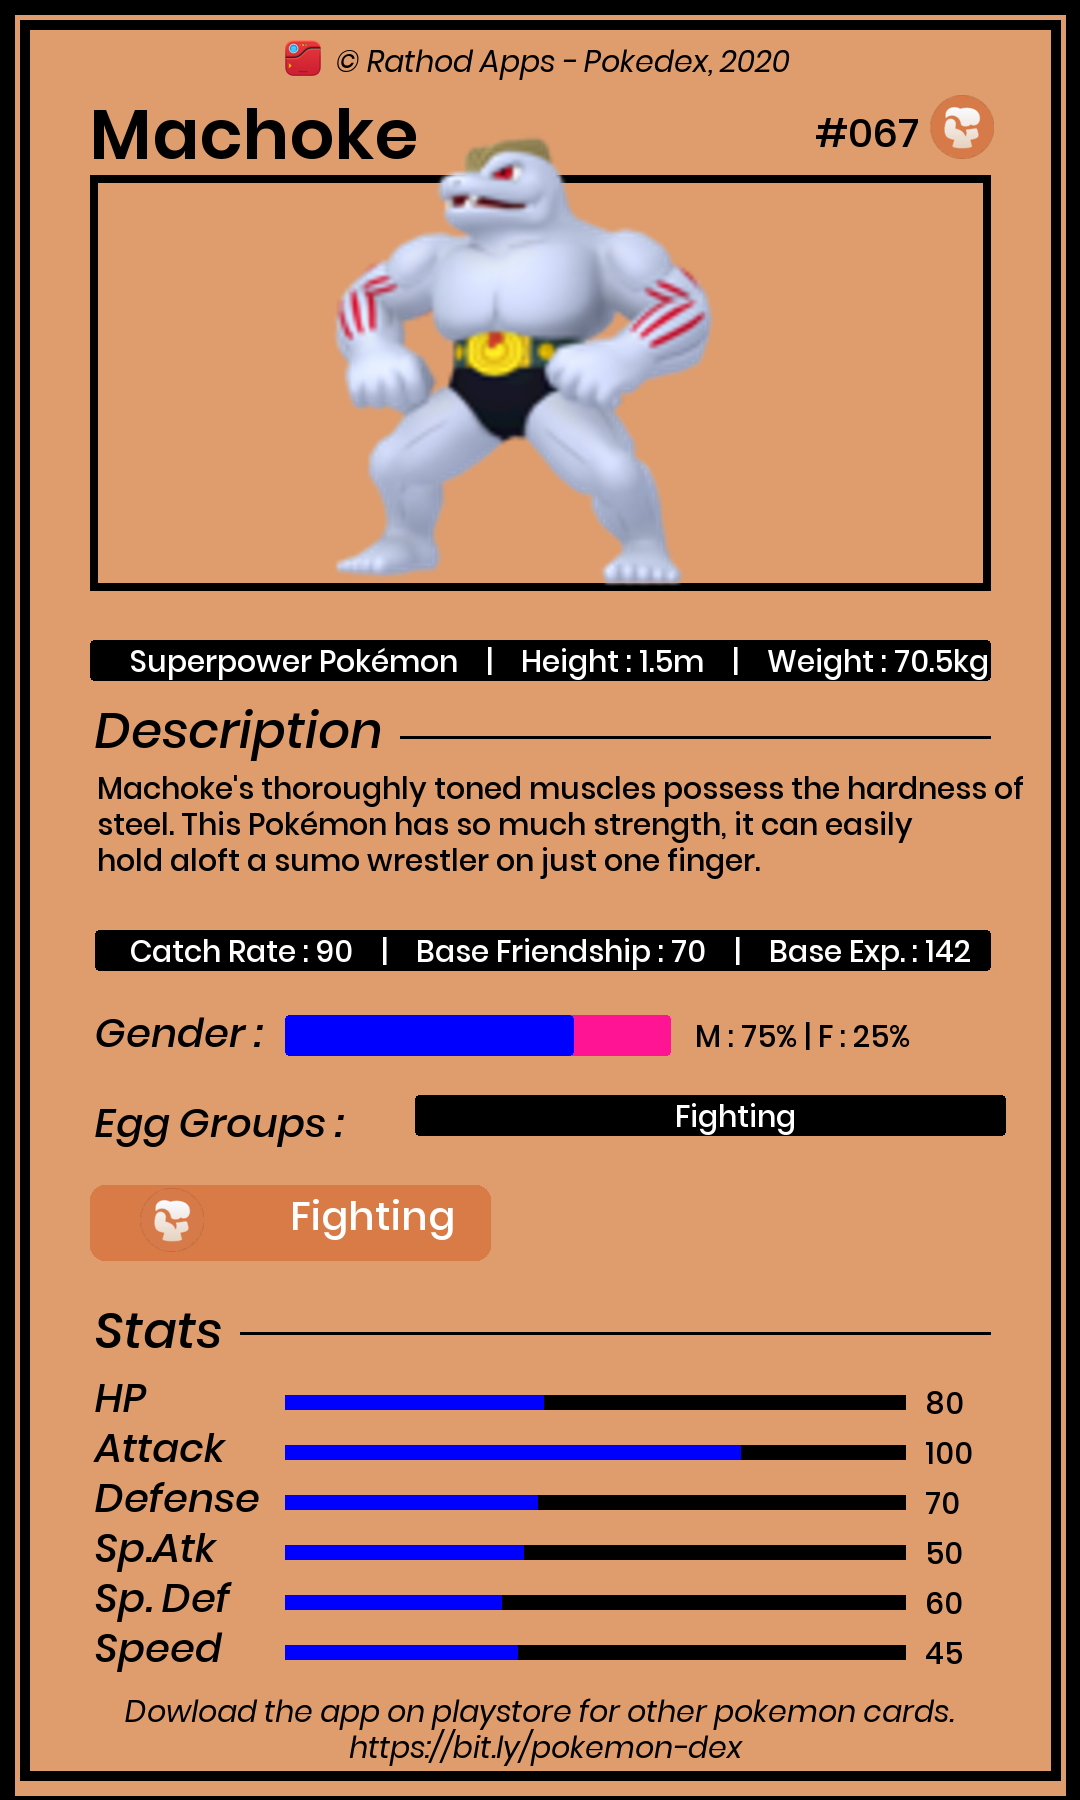 © Rathod Apps - Pokedex, 2020
Machoke #067
Superpower Pokémon | Height : 1.5m | Weight : 70.5kg
Description
Machoke's thoroughly toned muscles possess the hardness of
steel. This Pokémon has so much strength, it can easily
hold aloft a sumo wrestler on just one finger.
Catch Rate : 90 | Base Friendship : 70 | Base Exp. : 142
Gender : M : 75% | F : 25%
Egg Groups : Fighting
Fighting
Stats
HP 80
Attack 100
Defense 70
Sp.Atk 50
Sp. Def 60
Speed 45
Dowload the app on playstore for other pokemon cards.
https://bit.ly/pokemon-dex